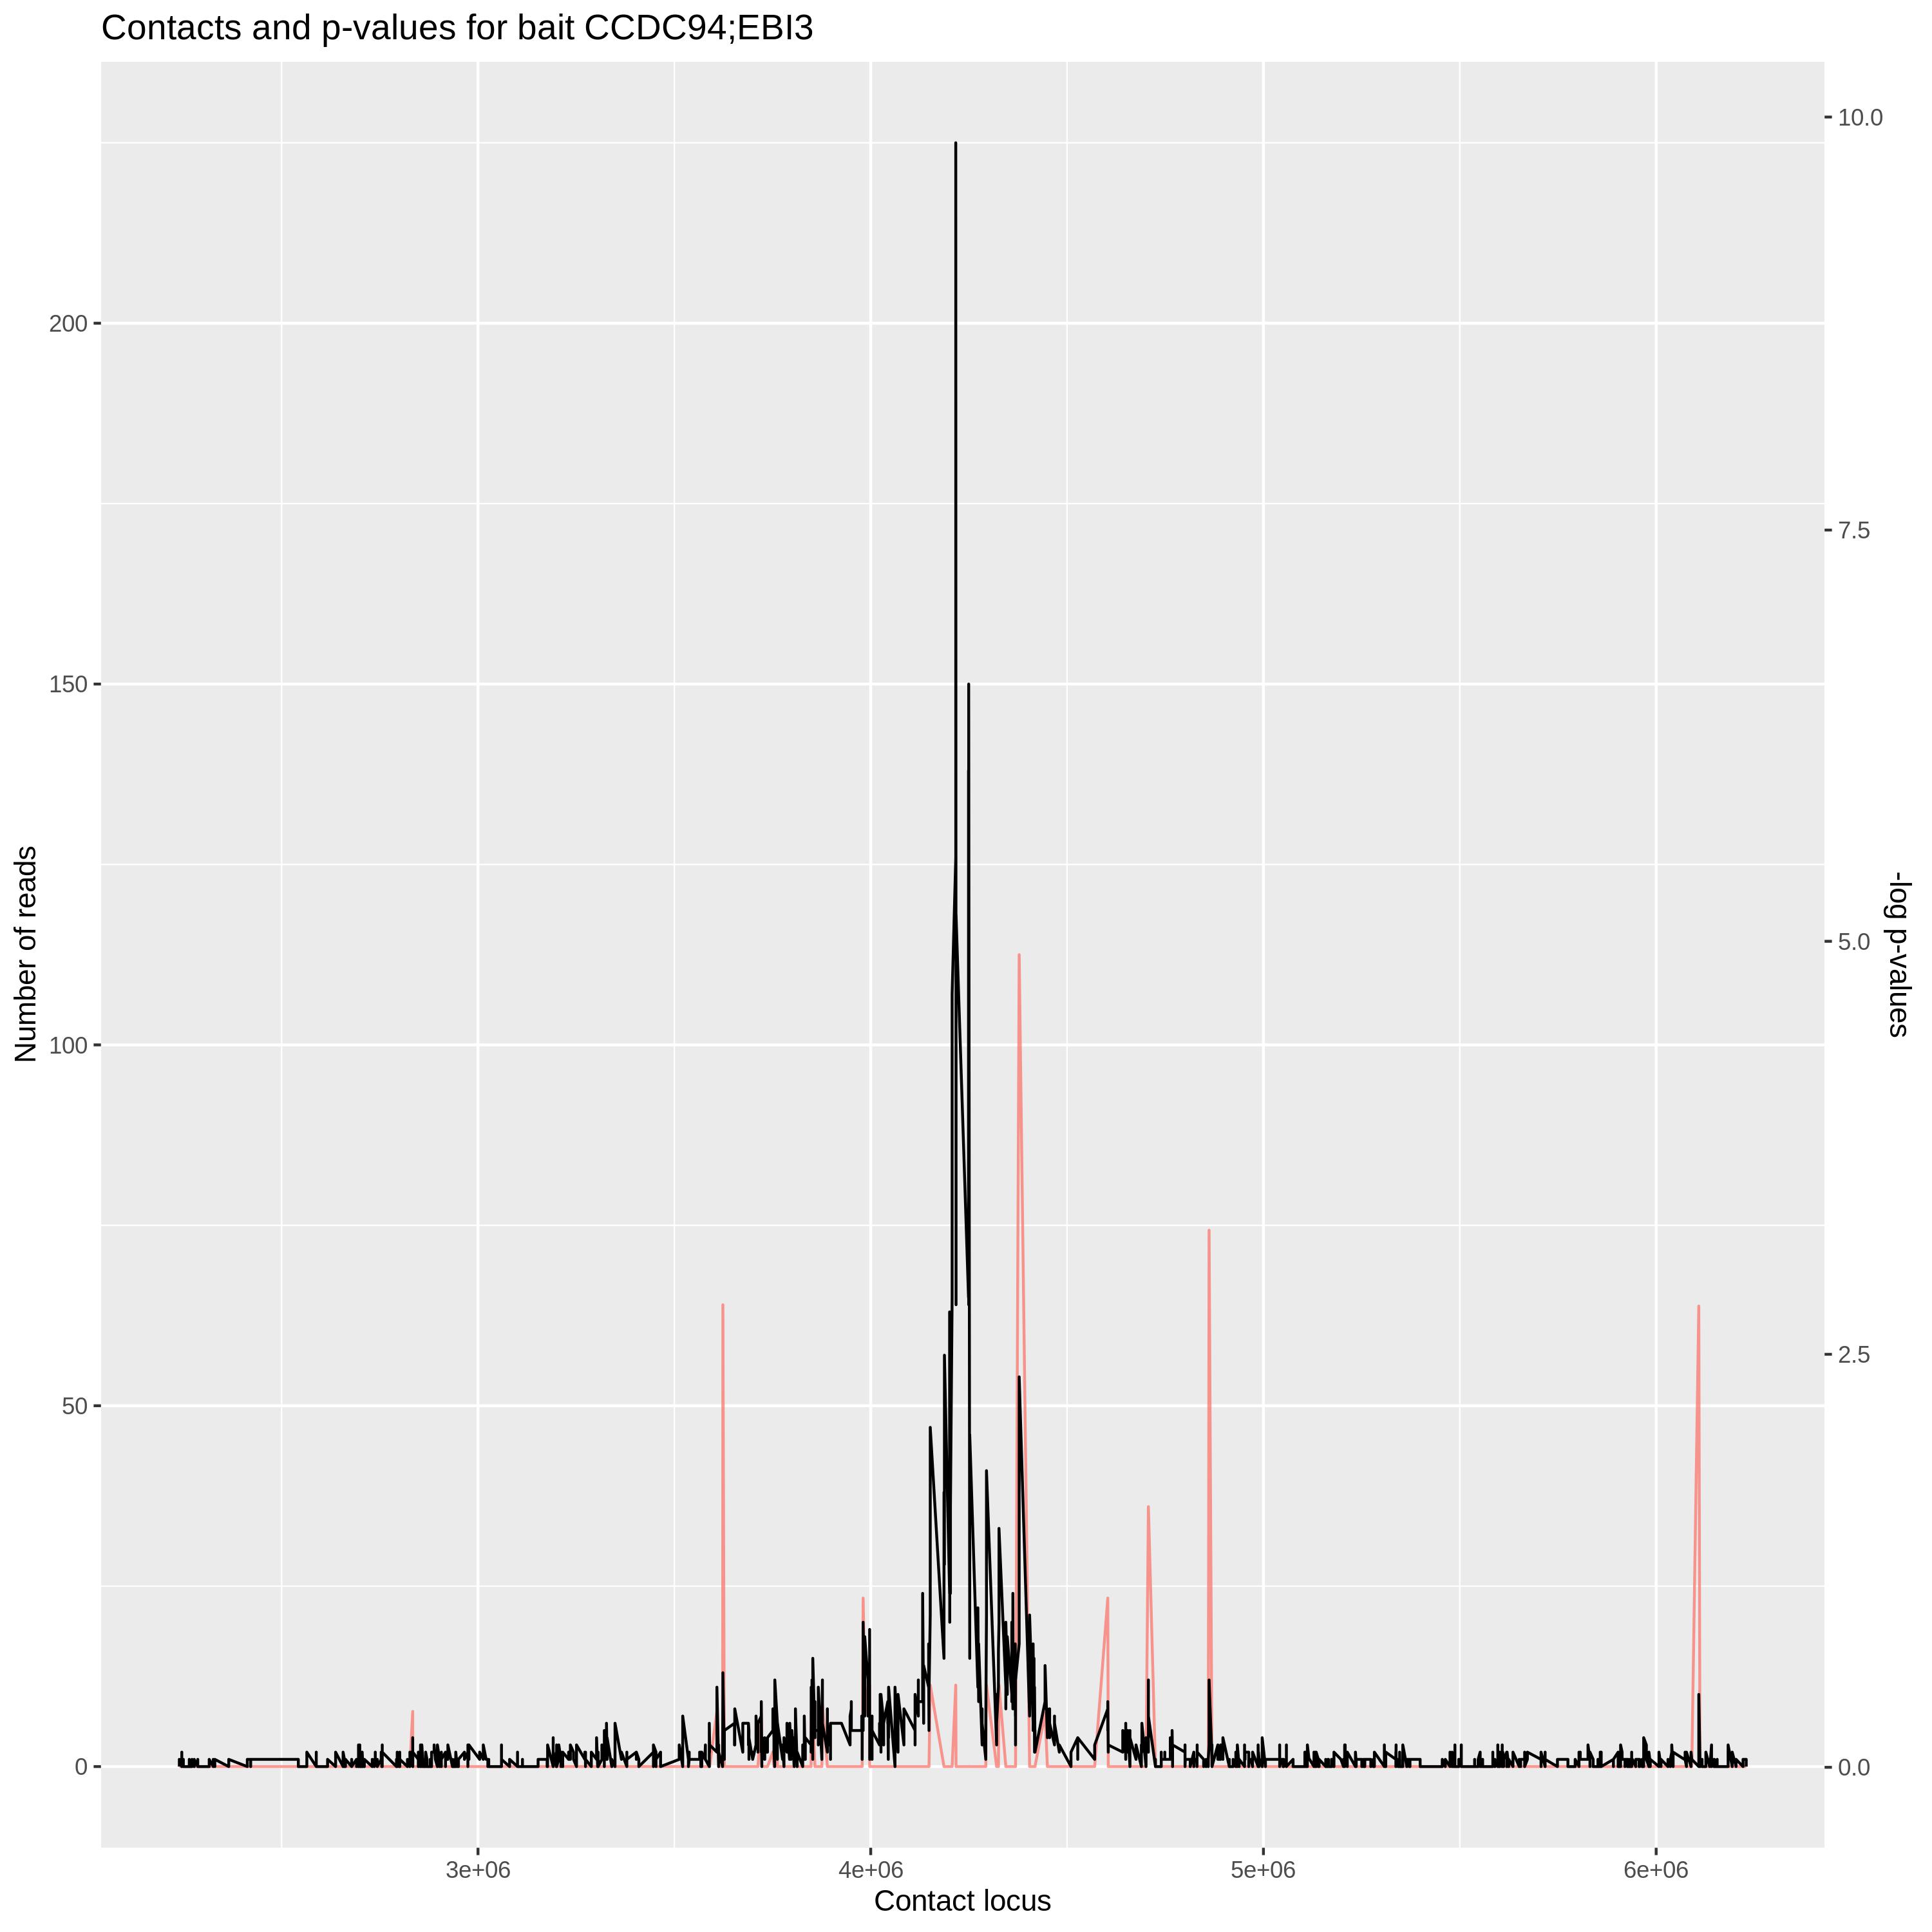 Contacts and p-values for bait CCDC94;EBI3
10.0
200
7.5
150
Number of reads
5.0
-log p-values
100
2.5
50
0
0.0
3e+06
4e+06
5e+06
6e+06
Contact locus